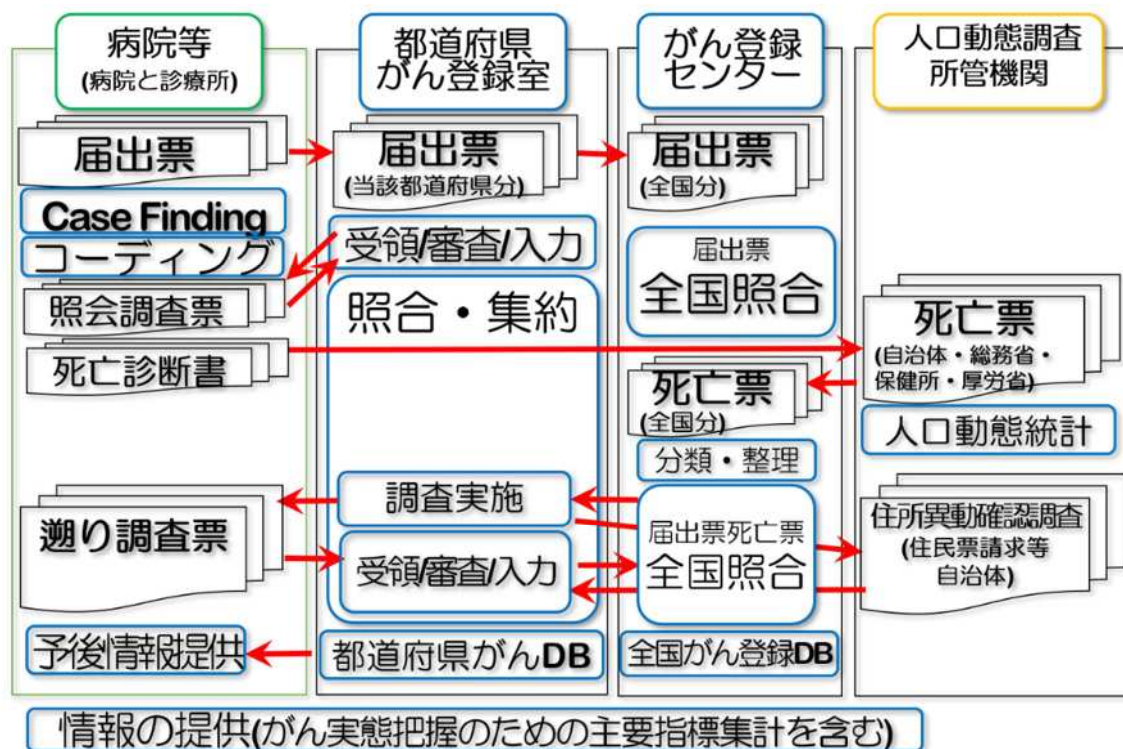 病院等
(病院と診療所)
届出票
Case Finding
コーディング
照会調査票
死亡診断書
遡り調査票
予後情報提供
都道府県
がん登録室
届出票
(当該都道府県分)
受領/審査/入力
照合・集約
調査実施
受領/審査/入力
都道府県がんDB
がん登録
センター
届出票
(全国分)
届出票
全国照合
死亡票
(全国分)
分類・整理
届出票死亡票
全国照合
全国がん登録DB
人口動態調査
所管機関
死亡票
(自治体・総務省・
保健所・厚労省)
人口動態統計
住所異動確認調査
(住民票請求等
自治体)
情報の提供(がん実態把握のための主要指標集計を含む)